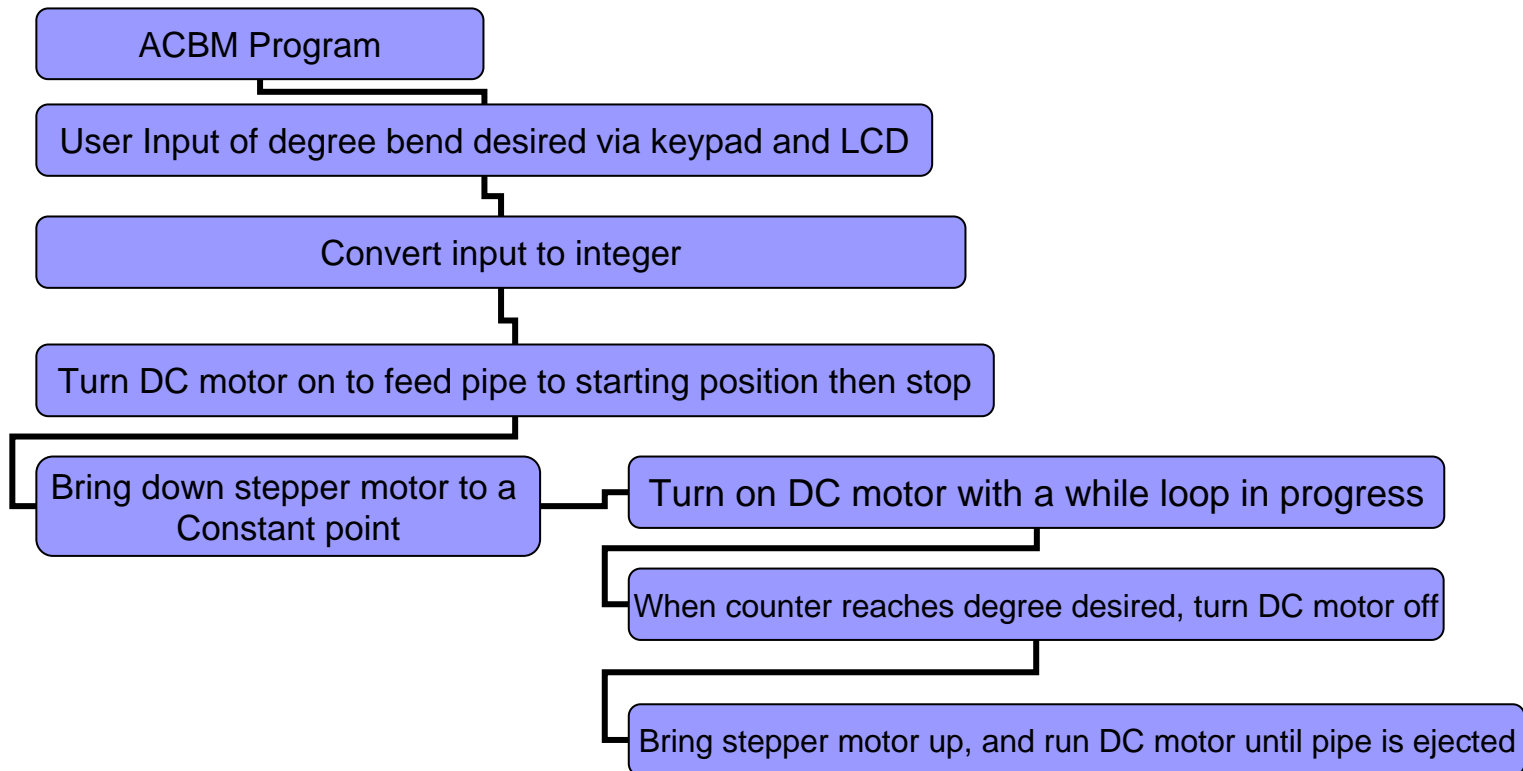 ACBM Program
User Input of degree bend desired via keypad and LCD
Convert input to integer
Turn DC motor on to feed pipe to starting position then stop
Bring down stepper motor to a
Constant point
Turn on DC motor with a while loop in progress
When counter reaches degree desired, turn DC motor off
Bring stepper motor up, and run DC motor until pipe is ejected